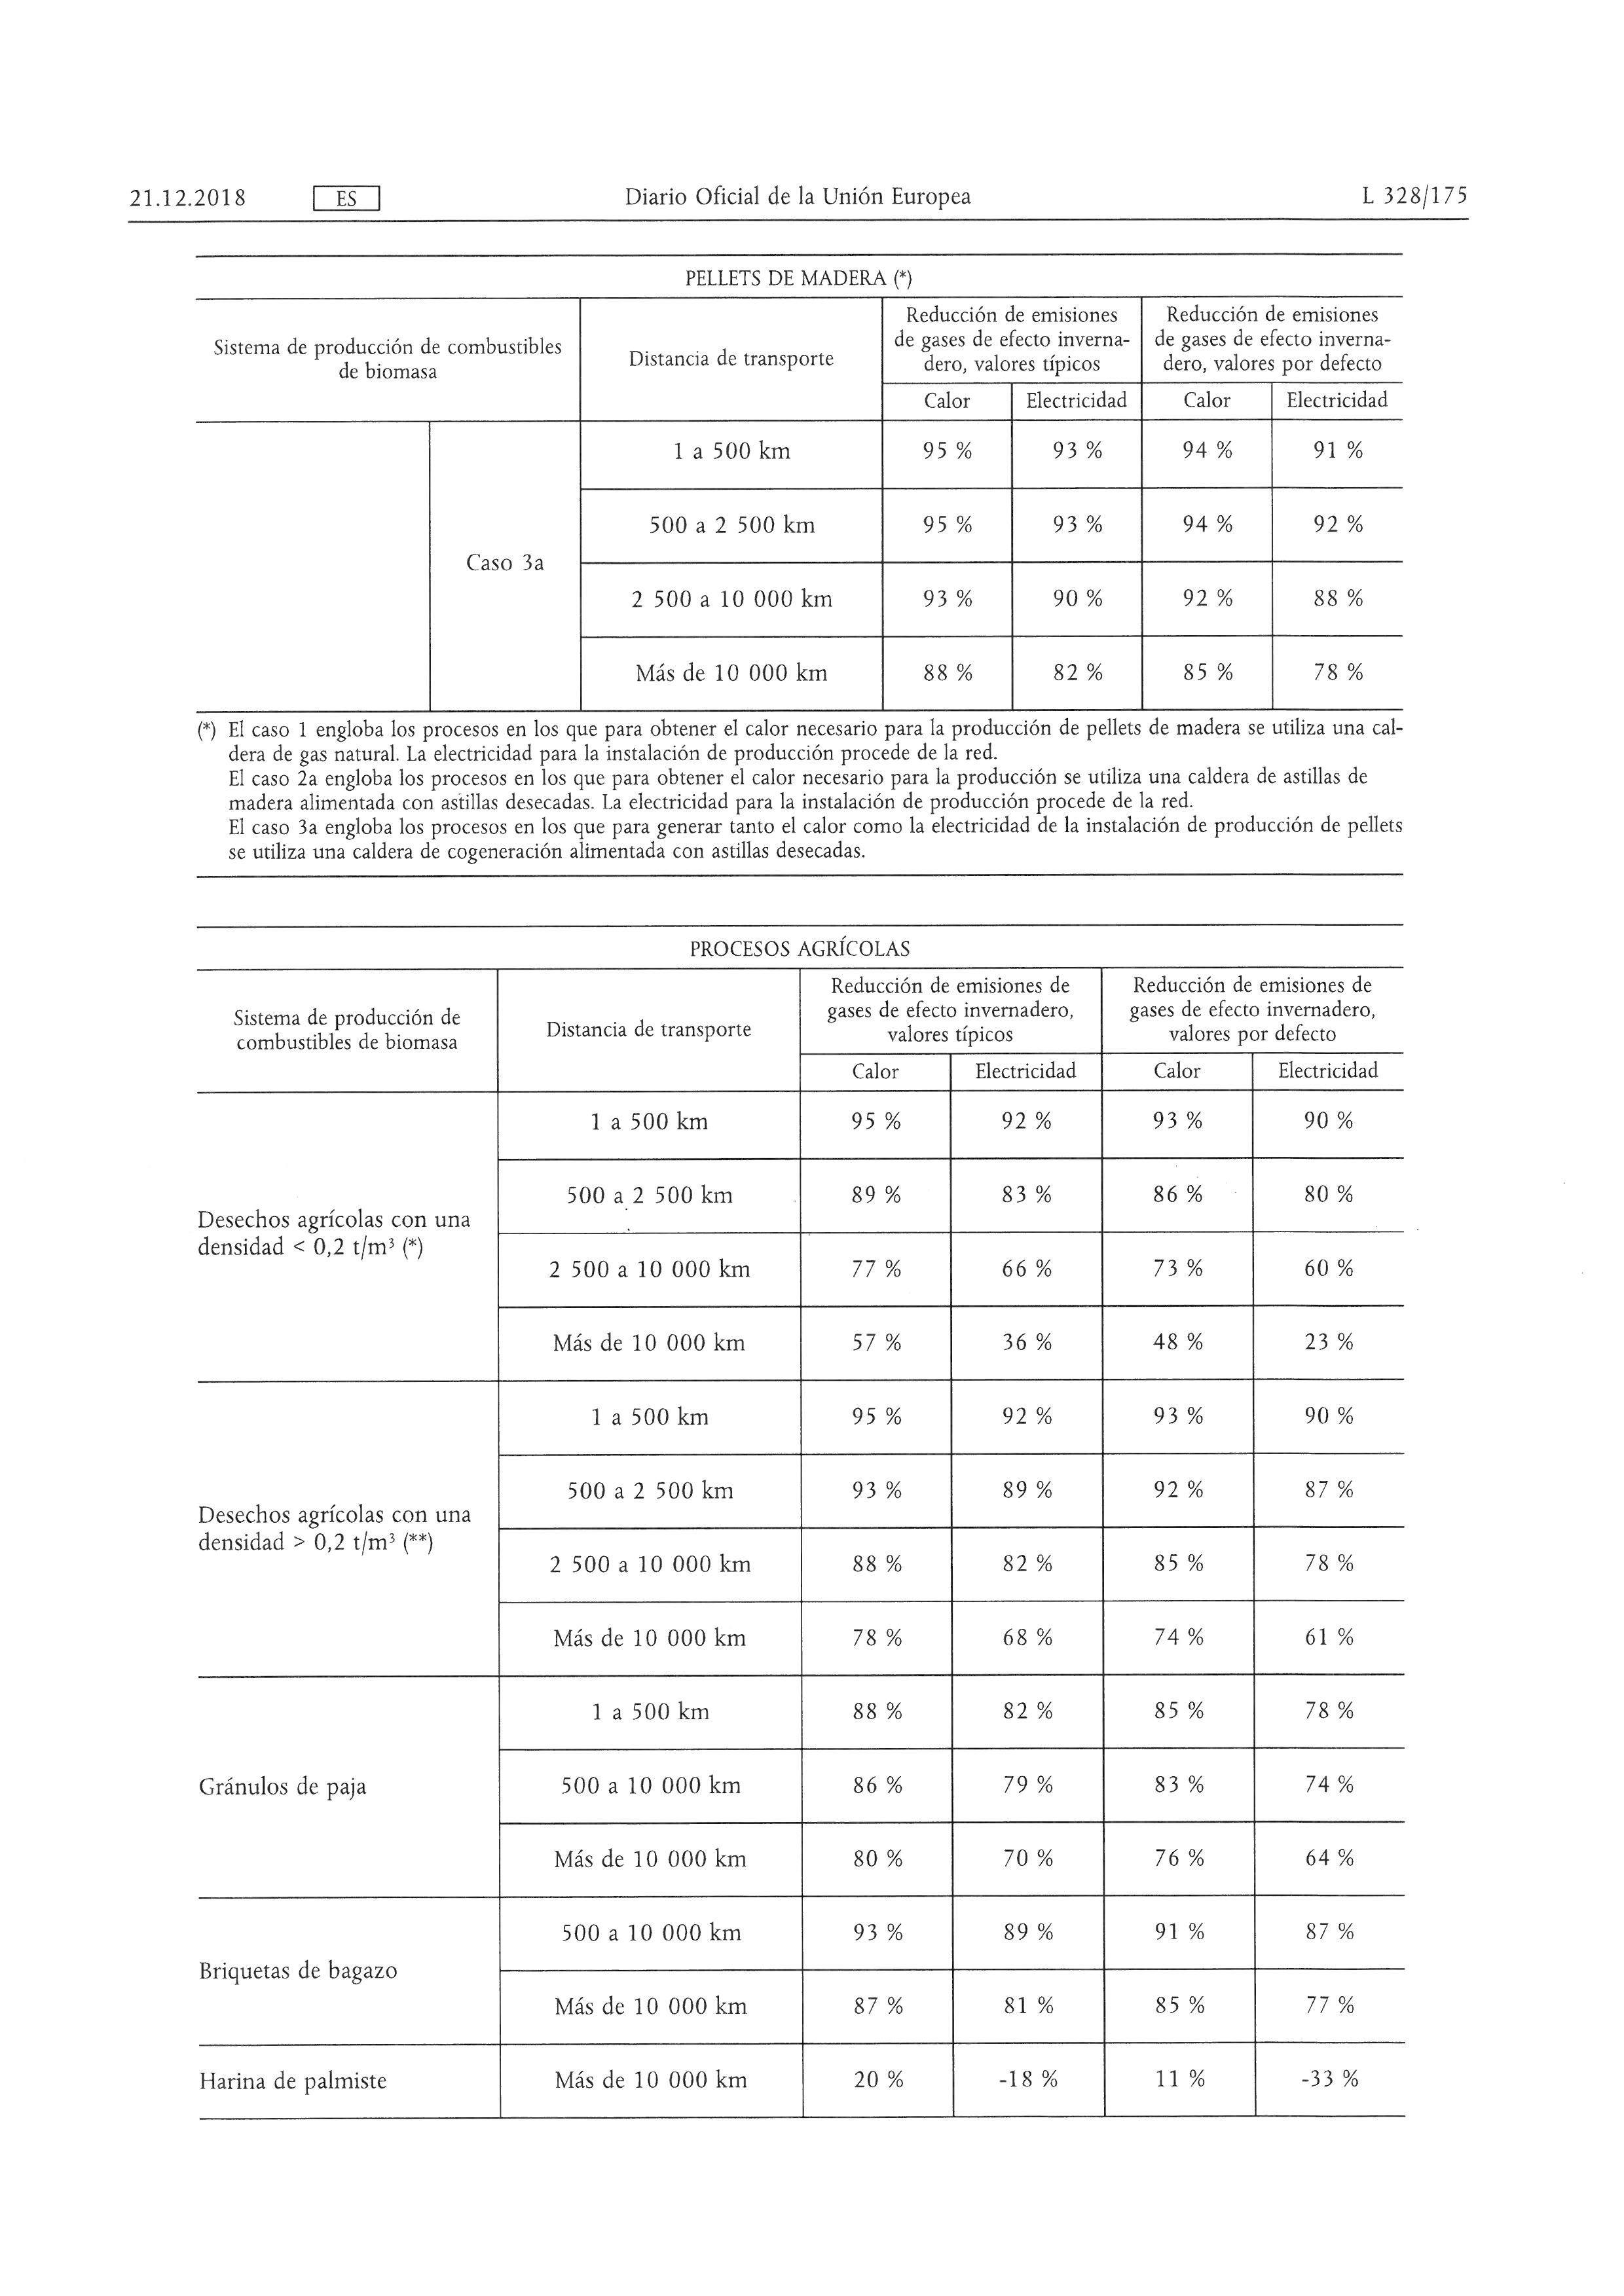 21.12.2018 ES Diario Oficial de la Unión Europea L 328/175
PELLETS DE MADERA (*)
Sistema de producción de combustibles
de biomasa
Distancia de transporte
Reducción de emisiones
de gases de efecto inverna-
dero, valores típicos
Reducción de emisiones
de gases de efecto inverna-
dero, valores por defecto
Calor Electricidad Calor Electricidad
Caso 3a
1 a 500 km 95 % 93 % 94 % 91 %
500 a 2 500 km 95 % 93 % 94 % 92 %
2 500 a 10 000 km 93 % 90 % 92 % 88 %
Más de 10 000 km 88 % 82 % 85 % 78 %
(*) El caso 1 engloba los procesos en los que para obtener el calor necesario para la producción de pellets de madera se utiliza una cal-
dera de gas natural. La electricidad para la instalación de producción procede de la red.
El caso 2a engloba los procesos en los que para obtener el calor necesario para la producción se utiliza una caldera de astillas de
madera alimentada con astillas desecadas. La electricidad para la instalación de producción procede de la red.
El caso 3a engloba los procesos en los que para generar tanto el calor como la electricidad de la instalación de producción de pellets
se utiliza una caldera de cogeneración alimentada con astillas desecadas.
PROCESOS AGRÍCOLAS
Sistema de producción de
combustibles de biomasa
Distancia de transporte
Reducción de emisiones de
gases de efecto invernadero,
valores típicos
Reducción de emisiones de
gases de efecto invernadero,
valores por defecto
Calor Electricidad Calor Electricidad
Desechos agrícolas con una
densidad < 0,2 t/m³ (*)
1 a 500 km 95 % 92 % 93 % 90 %
500 a 2 500 km 89 % 83 % 86 % 80 %
2 500 a 10 000 km 77 % 66 % 73 % 60 %
Más de 10 000 km 57 % 36 % 48 % 23 %
Desechos agrícolas con una
densidad > 0,2 t/m³ (**)
1 a 500 km 95 % 92 % 93 % 90 %
500 a 2 500 km 93 % 89 % 92 % 87 %
2 500 a 10 000 km 88 % 82 % 85 % 78 %
Más de 10 000 km 78 % 68 % 74 % 61 %
Gránulos de paja
1 a 500 km 88 % 82 % 85 % 78 %
500 a 10 000 km 86 % 79 % 83 % 74 %
Más de 10 000 km 80 % 70 % 76 % 64 %
Briquetas de bagazo
500 a 10 000 km 93 % 89 % 91 % 87 %
Más de 10 000 km 87 % 81 % 85 % 77 %
Harina de palmiste Más de 10 000 km 20 % -18 % 11 % -33 %